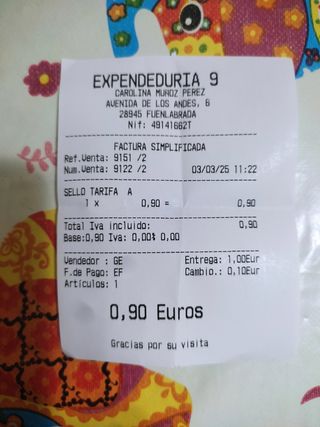 EXPENDEDURIA 9
CAROLINA MUÑOZ PEREZ
AVENIDA DE LOS ANDES, 6
28945 FUENLABRADA
Nif: 49141662T
FACTURA SIMPLIFICADA
Ref.Venta: 9151 /2
Num.Venta: 9122 /2 03/03/25 11:22
SELLO TARIFA A
1 x 0,90 = 0,90
Total Iva incluido: 0,90
Base:0,90 Iva: 0,00% 0,00
Vendedor : GE Entrega: 1,00Eur
F.de Pago: EF Cambio.: 0,10Eur
Artículos: 1
0,90 Euros
Gracias por su visita